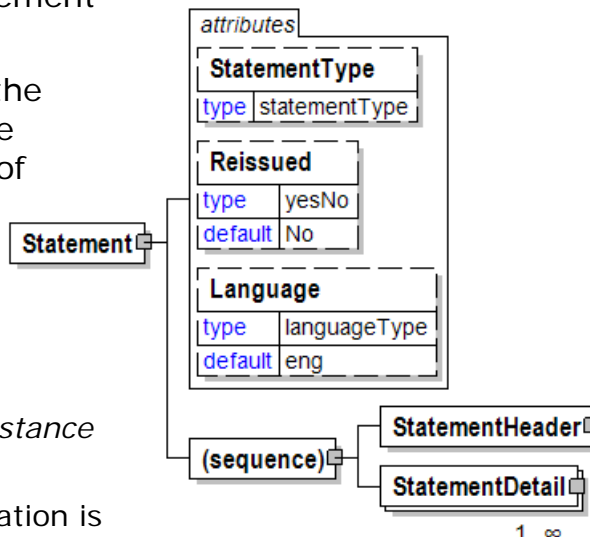 ement
the
e
of
stance
ation is
attributes
StatementType
type statementType
Reissued
type yesNo
default No
Statement
Language
type languageType
default eng
(sequence)
StatementHeader
StatementDetail
1 ∞